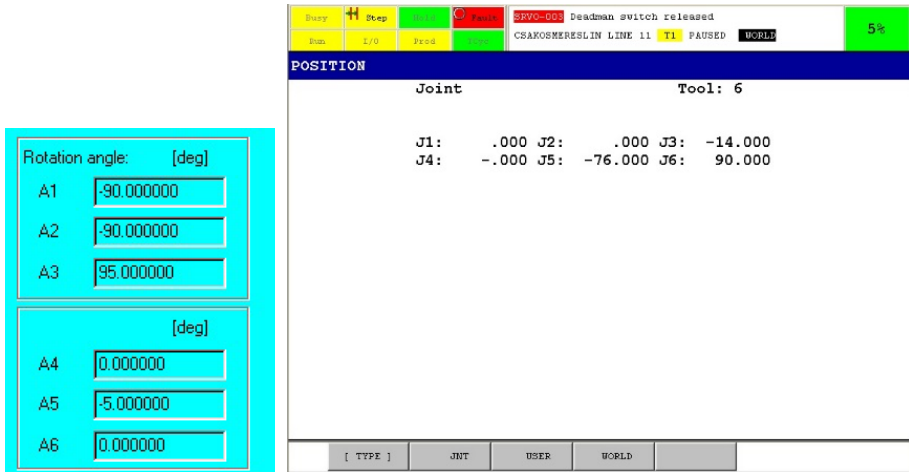 Rotation angle: [deg]
A1 -90.000000
A2 -90.000000
A3 95.000000
[deg]
A4 0.000000
A5 -5.000000
A6 0.000000
Busy Step Hold Fault SRVO-003 Deadman switch released
Run I/O Prod TCyc CSAKOSMERESLIN LINE 11 T1 PAUSED WORLD 5%
POSITION
Joint Tool: 6
J1: .000 J2: .000 J3: -14.000
J4: -.000 J5: -76.000 J6: 90.000
[ TYPE ] JNT USER WORLD